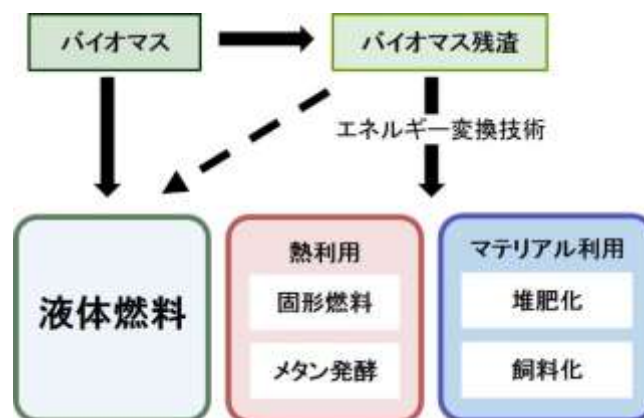 バイオマス
バイオマス残渣
エネルギー変換技術
液体燃料
熱利用
固形燃料
メタン発酵
マテリアル利用
堆肥化
飼料化